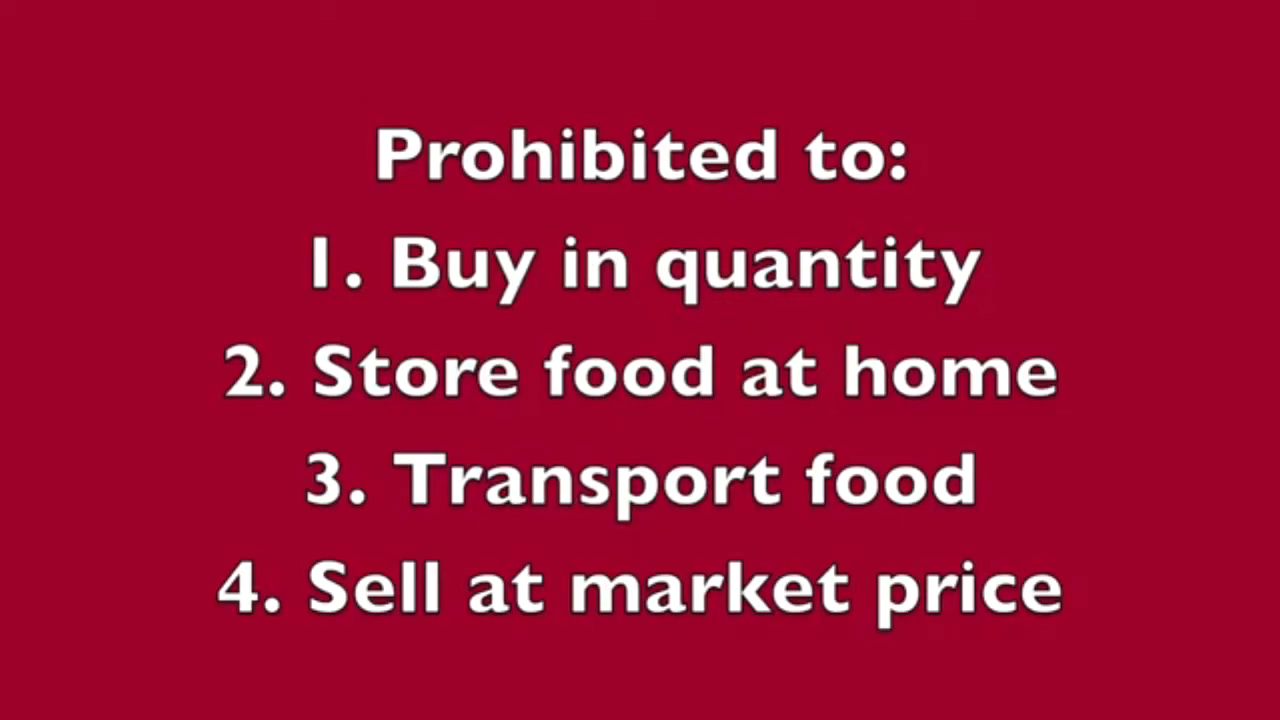 Prohibited to:
1. Buy in quantity
2. Store food at home
3. Transport food
4. Sell at market price